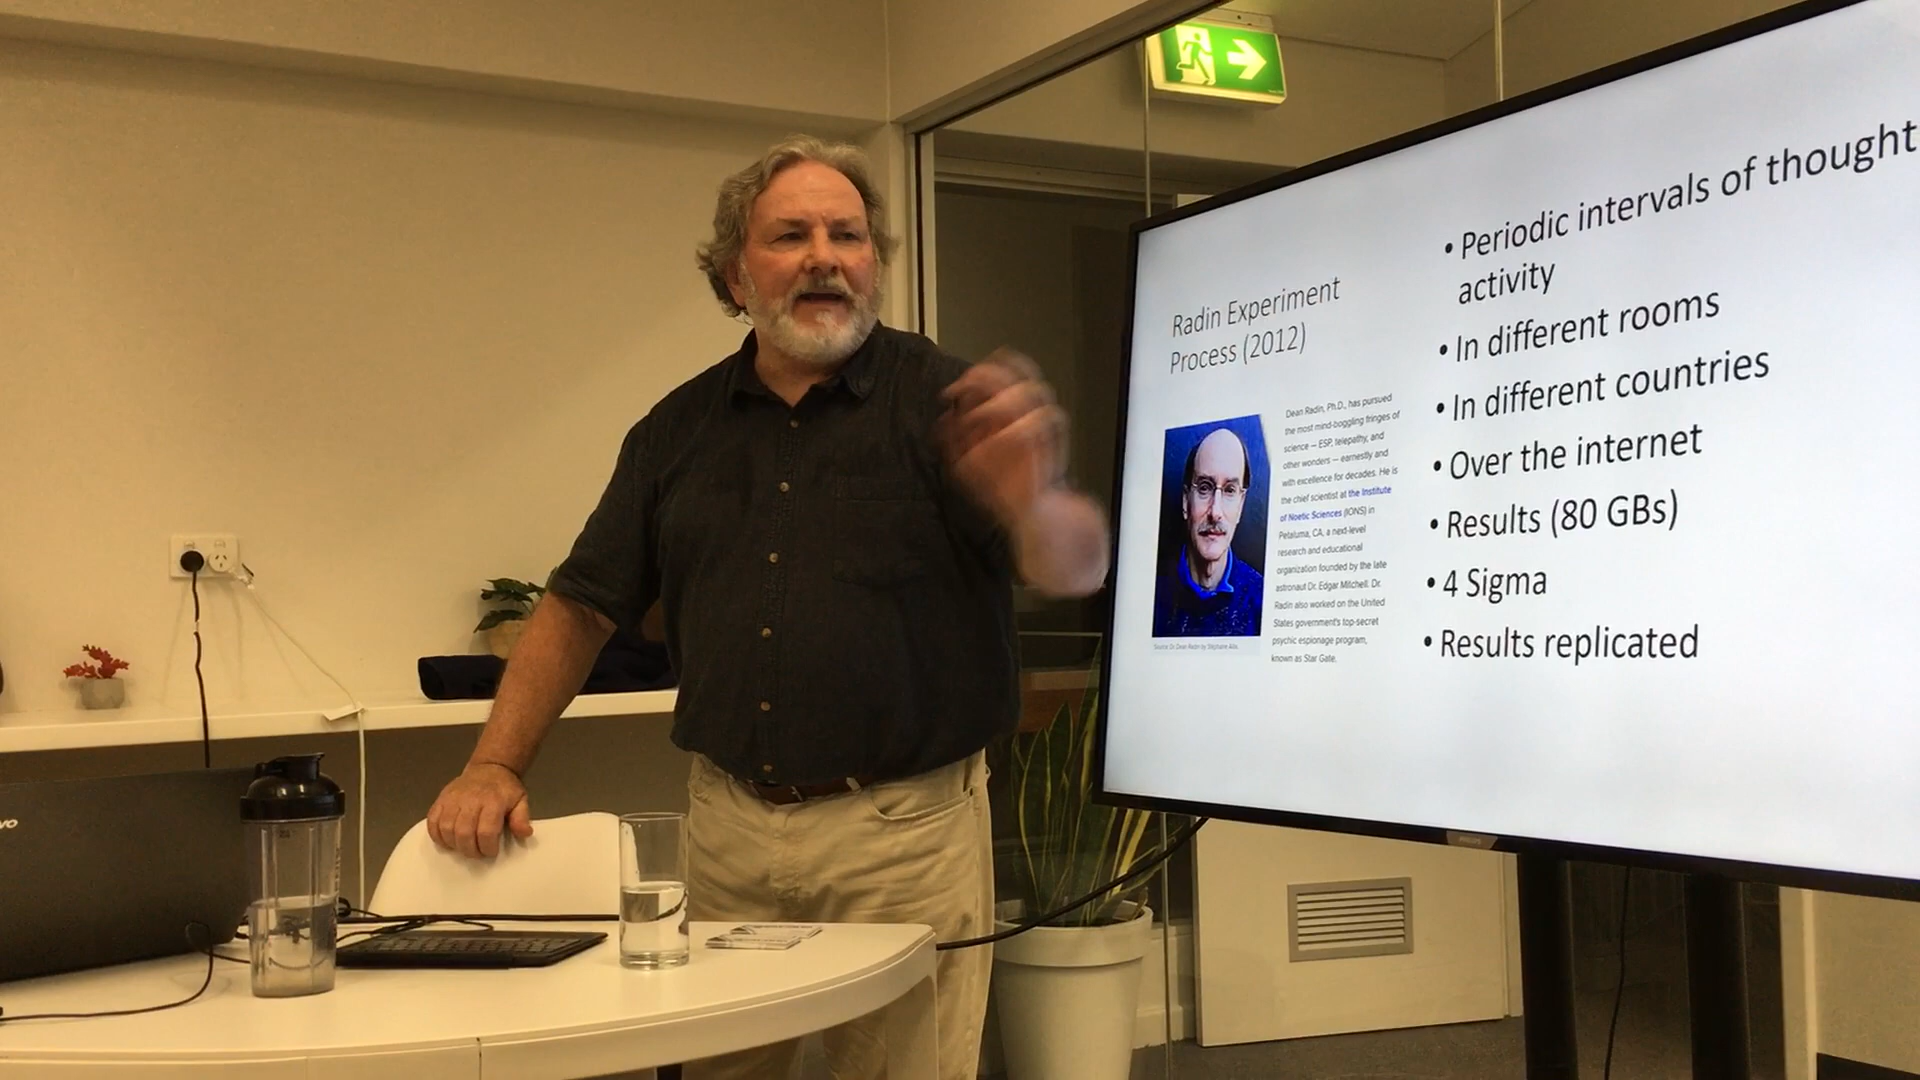 Radin Experiment
Process (2012)
Dean Radin, Ph.D., has pursued
the most mind-boggling fringes of
science — ESP, telepathy, and
other wonders — earnestly and
with excellence for decades. He is
the chief scientist at the Institute
of Noetic Sciences (IONS) in
Petaluma, CA, a next-level
research and educational
organization founded by the late
astronaut Dr. Edgar Mitchell. Dr.
Radin also worked on the United
States government's top-secret
psychic espionage program,
known as Star Gate.
• Periodic intervals of thought
activity
• In different rooms
• In different countries
• Over the internet
• Results (80 GBs)
• 4 Sigma
• Results replicated
PHILIPS